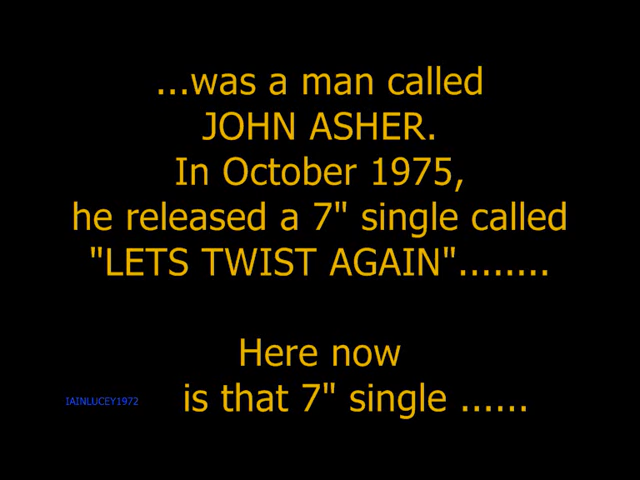 ...was a man called
JOHN ASHER.
In October 1975,
he released a 7" single called
"LETS TWIST AGAIN"........
Here now
is that 7" single ......
IAINLUCEY1972